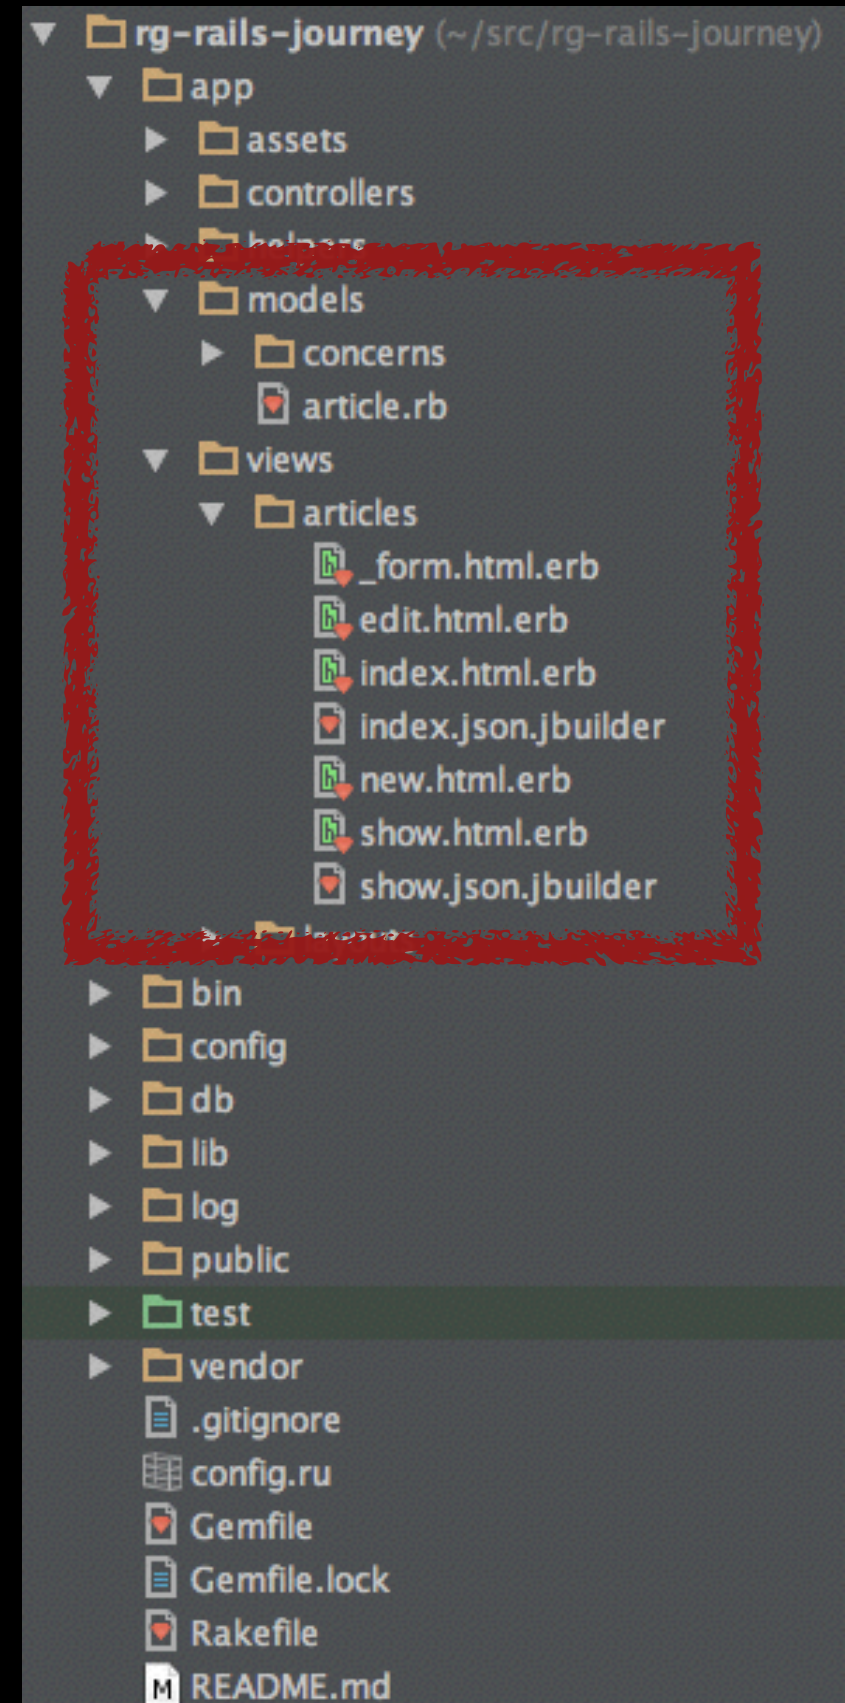 rg-rails-journey (~/src/rg-rails-journey)
app
assets
controllers
helpers
models
concerns
article.rb
views
articles
_form.html.erb
edit.html.erb
index.html.erb
index.json.jbuilder
new.html.erb
show.html.erb
show.json.jbuilder
bin
config
db
lib
log
public
test
vendor
.gitignore
config.ru
Gemfile
Gemfile.lock
Rakefile
README.md